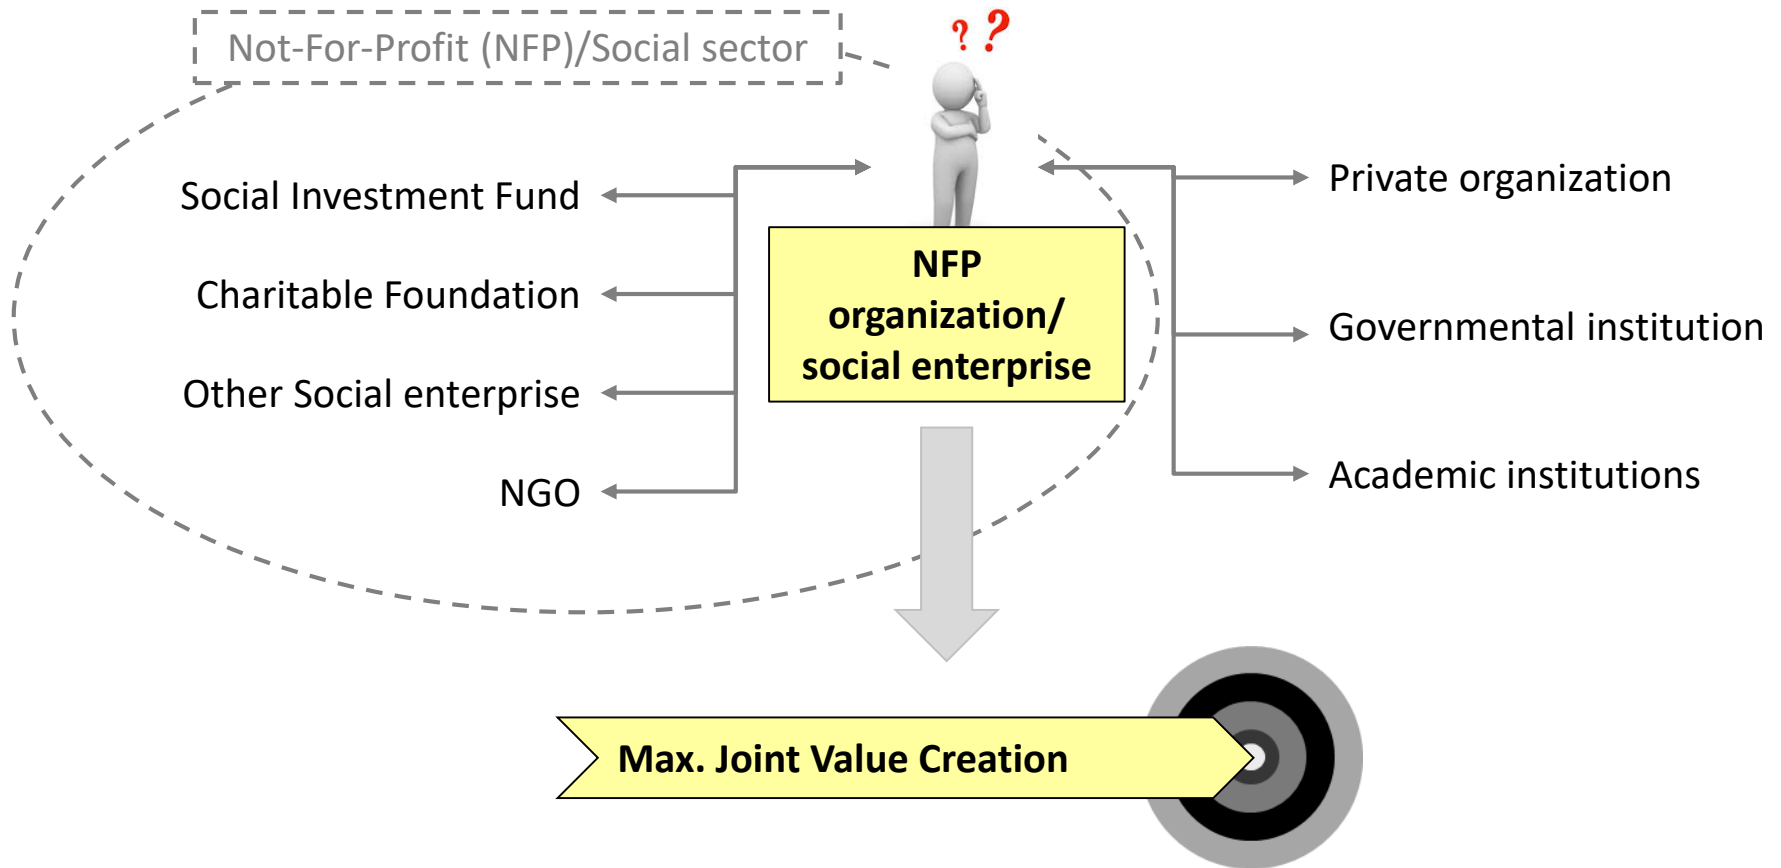 Not-For-Profit (NFP)/Social sector
? ?
Social Investment Fund
Charitable Foundation
Other Social enterprise
NGO
NFP
organization/
social enterprise
Private organization
Governmental institution
Academic institutions
Max. Joint Value Creation